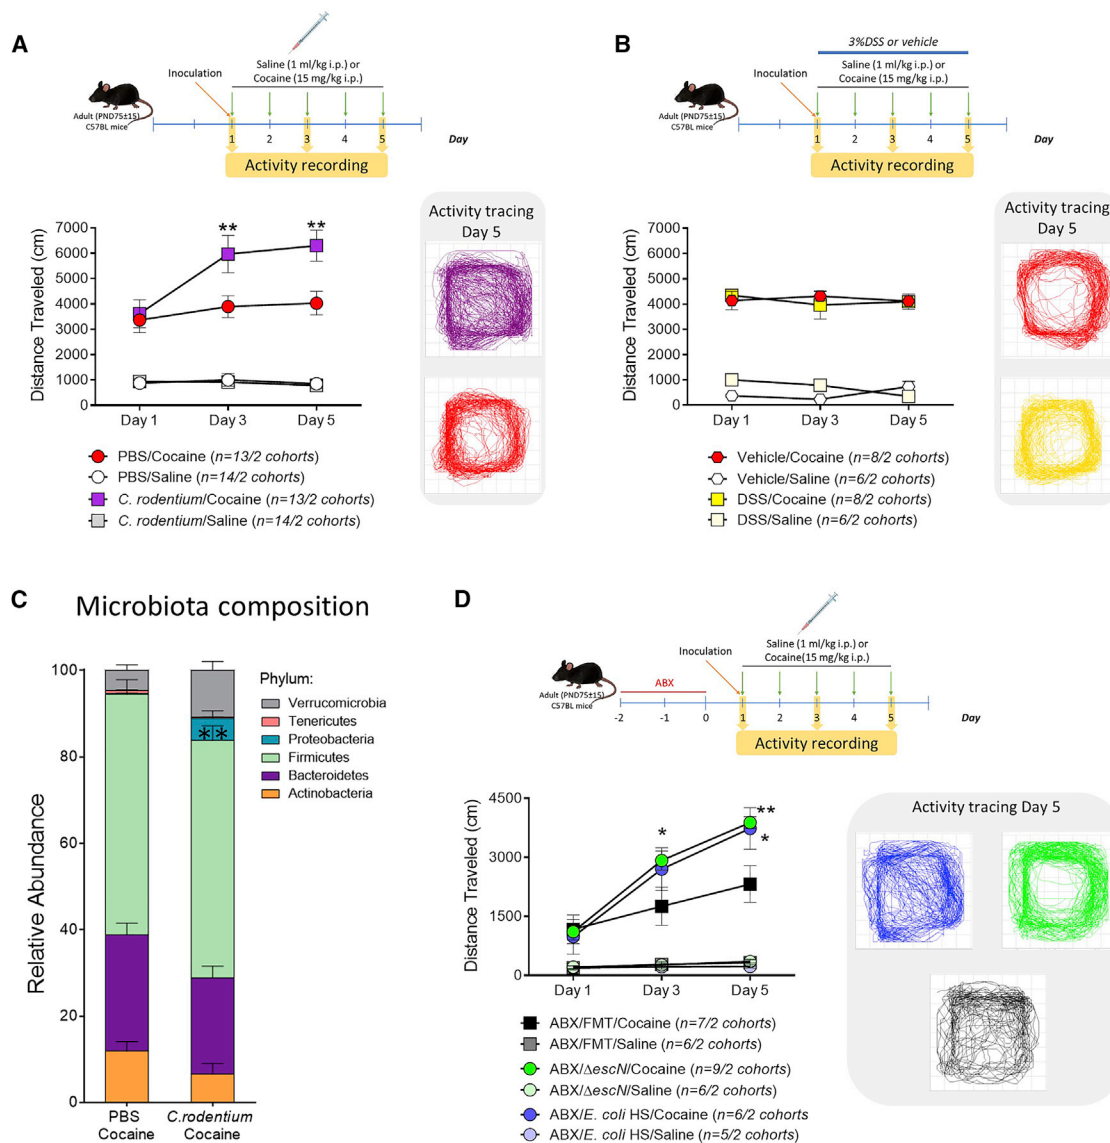 A
Inoculation
Saline (1 ml/kg i.p.) or
Cocaine (15 mg/kg i.p.)
Adult (PND75±15)
C57BL mice
1 2 3 4 5
Day
Activity recording
Distance Traveled (cm)
7000
6000
5000
4000
3000
2000
1000
0
** **
Day 1 Day 3 Day 5
Activity tracing
Day 5
PBS/Cocaine (n=13/2 cohorts)
PBS/Saline (n=14/2 cohorts)
C. rodentium/Cocaine (n=13/2 cohorts)
C. rodentium/Saline (n=14/2 cohorts)
B
3%DSS or vehicle
Inoculation
Saline (1 ml/kg i.p.) or
Cocaine (15 mg/kg i.p.)
Adult (PND75±15)
C57BL mice
1 2 3 4 5
Day
Activity recording
Distance Traveled (cm)
7000
6000
5000
4000
3000
2000
1000
0
Day 1 Day 3 Day 5
Activity tracing
Day 5
Vehicle/Cocaine (n=8/2 cohorts)
Vehicle/Saline (n=6/2 cohorts)
DSS/Cocaine (n=8/2 cohorts)
DSS/Saline (n=6/2 cohorts)
C
Microbiota composition
Relative Abundance
100
80
60
40
20
0
**
PBS
Cocaine
C.rodentium
Cocaine
Phylum:
Verrucomicrobia
Tenericutes
Proteobacteria
Firmicutes
Bacteroidetes
Actinobacteria
D
Inoculation
Saline (1 ml/kg i.p.) or
Cocaine(15 mg/kg i.p.)
ABX
Adult (PND75±15)
C57BL mice
-2 -1 0 1 2 3 4 5
Day
Activity recording
Distance Traveled (cm)
4500
3000
1500
0
*
**
*
Day 1 Day 3 Day 5
Activity tracing Day 5
ABX/FMT/Cocaine (n=7/2 cohorts)
ABX/FMT/Saline (n=6/2 cohorts)
ABX/ΔescN/Cocaine (n=9/2 cohorts)
ABX/ΔescN/Saline (n=6/2 cohorts)
ABX/E. coli HS/Cocaine (n=6/2 cohorts
ABX/E. coli HS/Saline (n=5/2 cohorts)